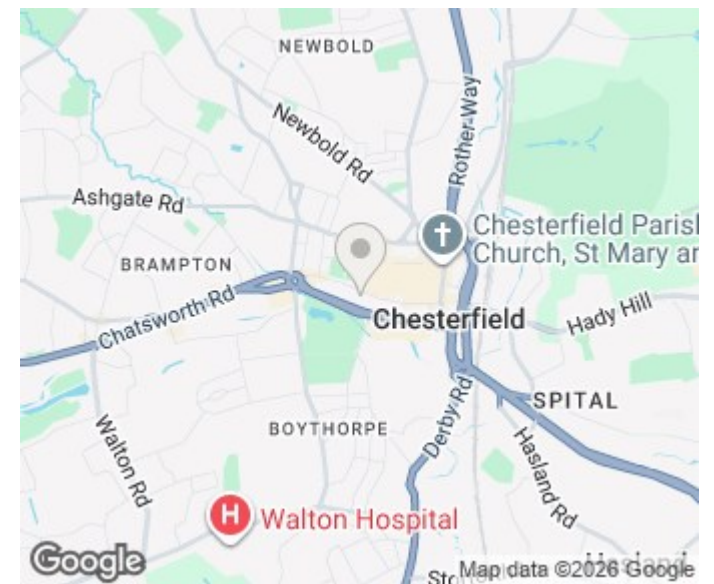 NEWBOLD
Newbold Rd
Rother Way
Ashgate Rd
Chesterfield Parish
Church, St Mary an
BRAMPTON
Chatsworth Rd
Chesterfield
Hady Hill
SPITAL
Derby Rd
BOYTHORPE
Walton Rd
Hasland Rd
H
Walton Hospital
Google
Map data ©2026 Google